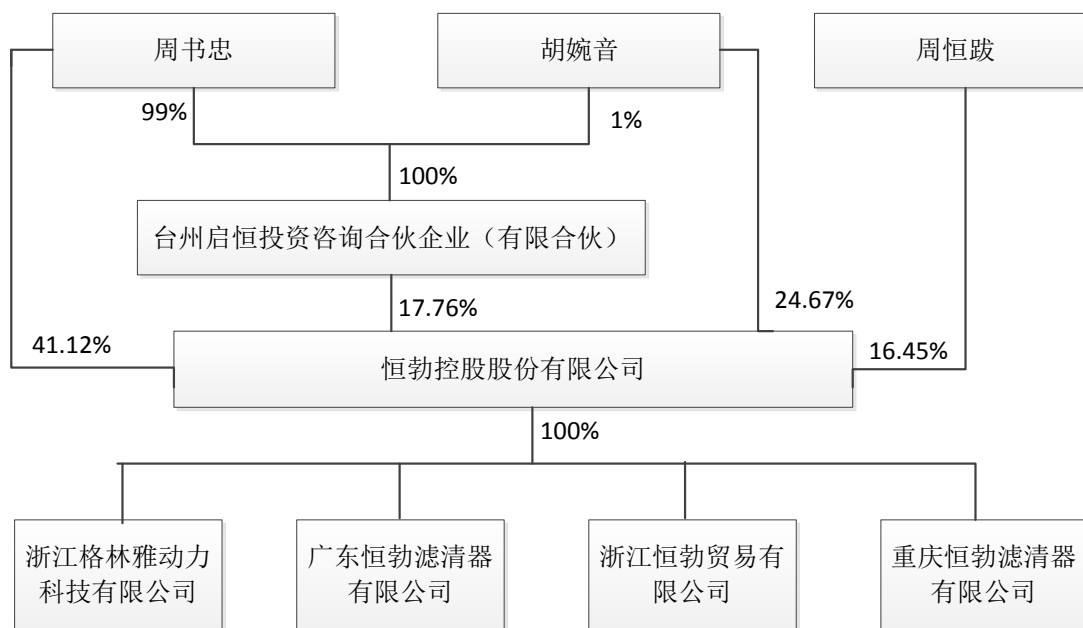 周书忠
胡婉音
周恒跋
99%
1%
100%
台州启恒投资咨询合伙企业（有限合伙）
17.76%
24.67%
41.12%
16.45%
恒勃控股股份有限公司
100%
浙江格林雅动力
科技有限公司
广东恒勃滤清器
有限公司
浙江恒勃贸易有
限公司
重庆恒勃滤清器
有限公司